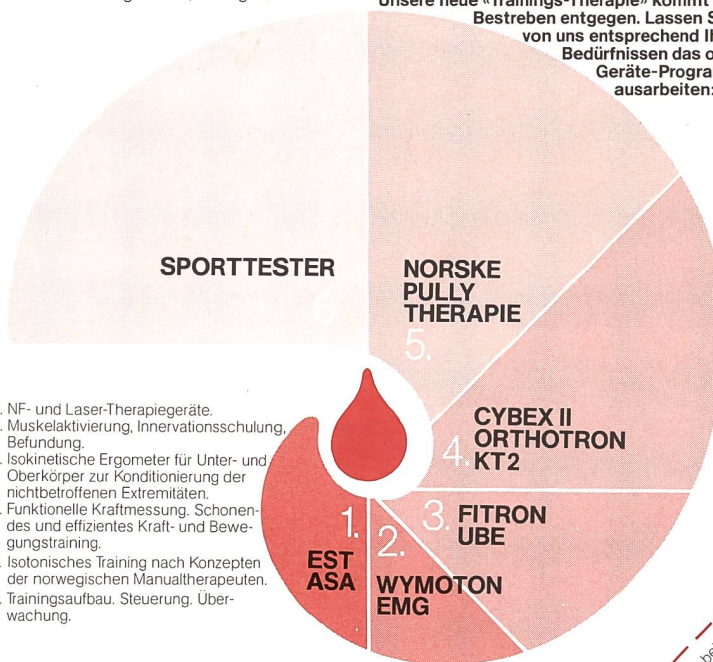 Unsere neue «Trainings-Therapie» kommt
Bestreben entgegen. Lassen S
von uns entsprechend Ih
Bedürfnissen das o
Geräte-Progra
ausarbeiten:
SPORTTESTER
6.
NORSKE
PULLY
THERAPIE
5.
CYBEX II
ORTHOTRON
KT2
4.
3. FITRON
UBE
2.
WYMOTON
EMG
1.
EST
ASA
. NF- und Laser-Therapiegeräte.
. Muskelaktivierung, Innervationsschulung,
Befundung.
. Isokinetische Ergometer für Unter- und
Oberkörper zur Konditionierung der
nichtbetroffenen Extremitäten.
. Funktionelle Kraftmessung. Schonen-
des und effizientes Kraft- und Bewe-
gungstraining.
. Isotonisches Training nach Konzepten
der norwegischen Manualtherapeuten.
. Trainingsaufbau. Steuerung. Über-
wachung.